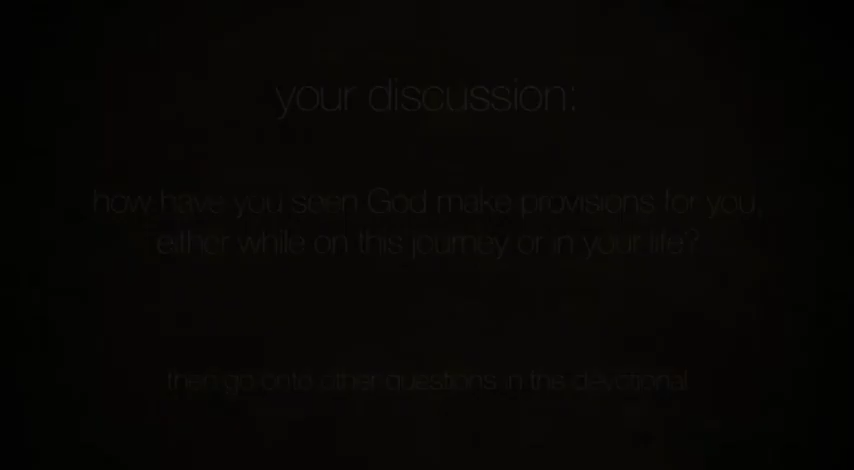 your discussion:
how have you seen God make provisions for you,
either while on this journey or in your life?
then go onto other questions in this devotional